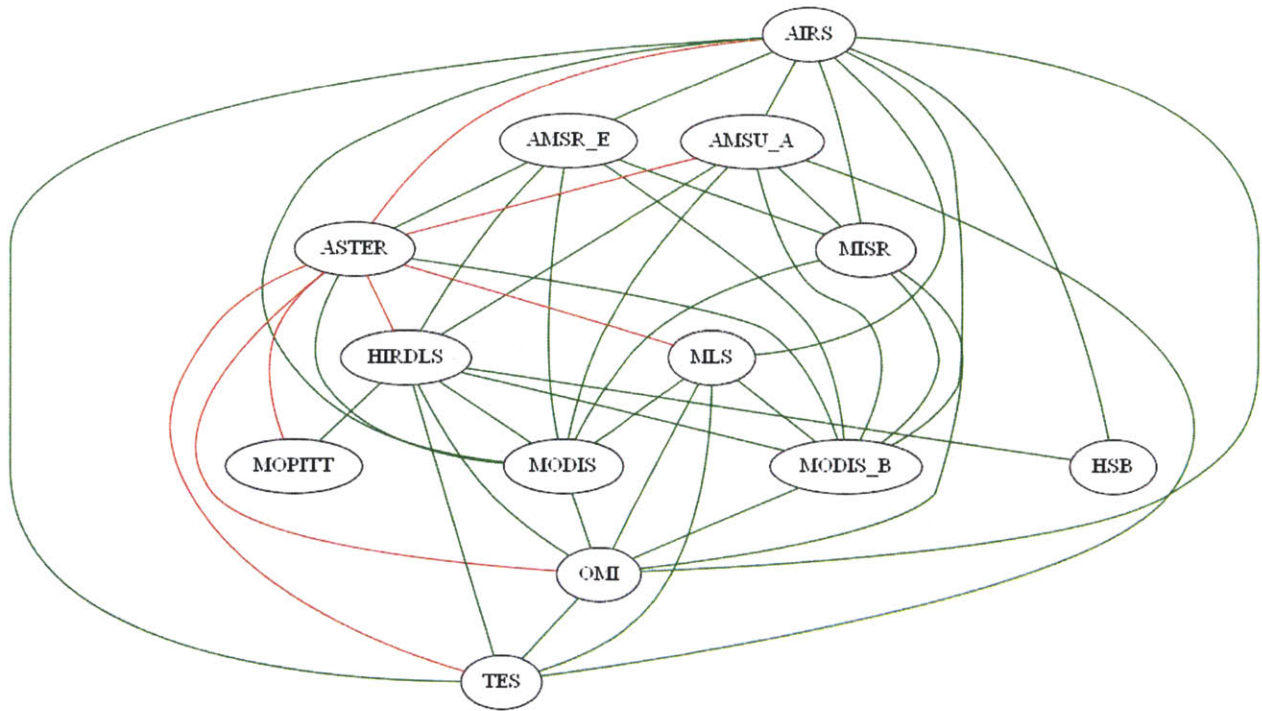 AIRS
AMSR_E
AMSU_A
ASTER
MISR
HIRDLS
MLS
MOPITT
MODIS
MODIS_B
HSB
OMI
TES